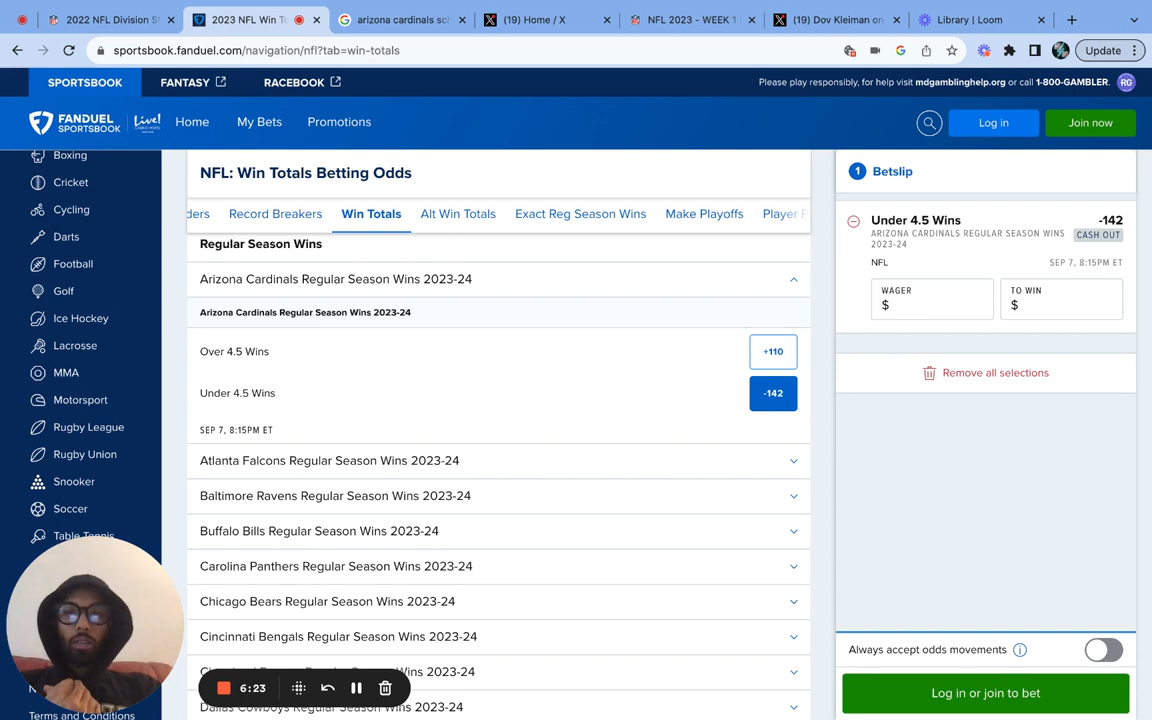 2022 NFL Division S
2023 NFL Win To
arizona cardinals sch
(19) Home / X
NFL 2023 - WEEK 1
(19) Dov Kleiman on
Library | Loom
sportsbook.fanduel.com/navigation/nfl?tab=win-totals
Update
SPORTSBOOK
FANTASY
RACEBOOK
Please play responsibly, for help visit mdgamblinghelp.org or call 1-800-GAMBLER.
RG
FANDUEL
SPORTSBOOK
Live!
Home
My Bets
Promotions
Log in
Join now
Boxing
Cricket
Cycling
Darts
Football
Golf
Ice Hockey
Lacrosse
MMA
Motorsport
Rugby League
Rugby Union
Snooker
Soccer
Table Tennis
Terms and Conditions
NFL: Win Totals Betting Odds
ders
Record Breakers
Win Totals
Alt Win Totals
Exact Reg Season Wins
Make Playoffs
Player P
Regular Season Wins
Arizona Cardinals Regular Season Wins 2023-24
Arizona Cardinals Regular Season Wins 2023-24
Over 4.5 Wins
+110
Under 4.5 Wins
-142
SEP 7, 8:15PM ET
Atlanta Falcons Regular Season Wins 2023-24
Baltimore Ravens Regular Season Wins 2023-24
Buffalo Bills Regular Season Wins 2023-24
Carolina Panthers Regular Season Wins 2023-24
Chicago Bears Regular Season Wins 2023-24
Cincinnati Bengals Regular Season Wins 2023-24
Regular Season Wins 2023-24
Dallas Cowboys Regular Season Wins 2023-24
6:23
1 Betslip
Under 4.5 Wins
-142
ARIZONA CARDINALS REGULAR SEASON WINS
2023-24
CASH OUT
NFL
SEP 7, 8:15PM ET
WAGER
$
TO WIN
$
Remove all selections
Always accept odds movements
Log in or join to bet